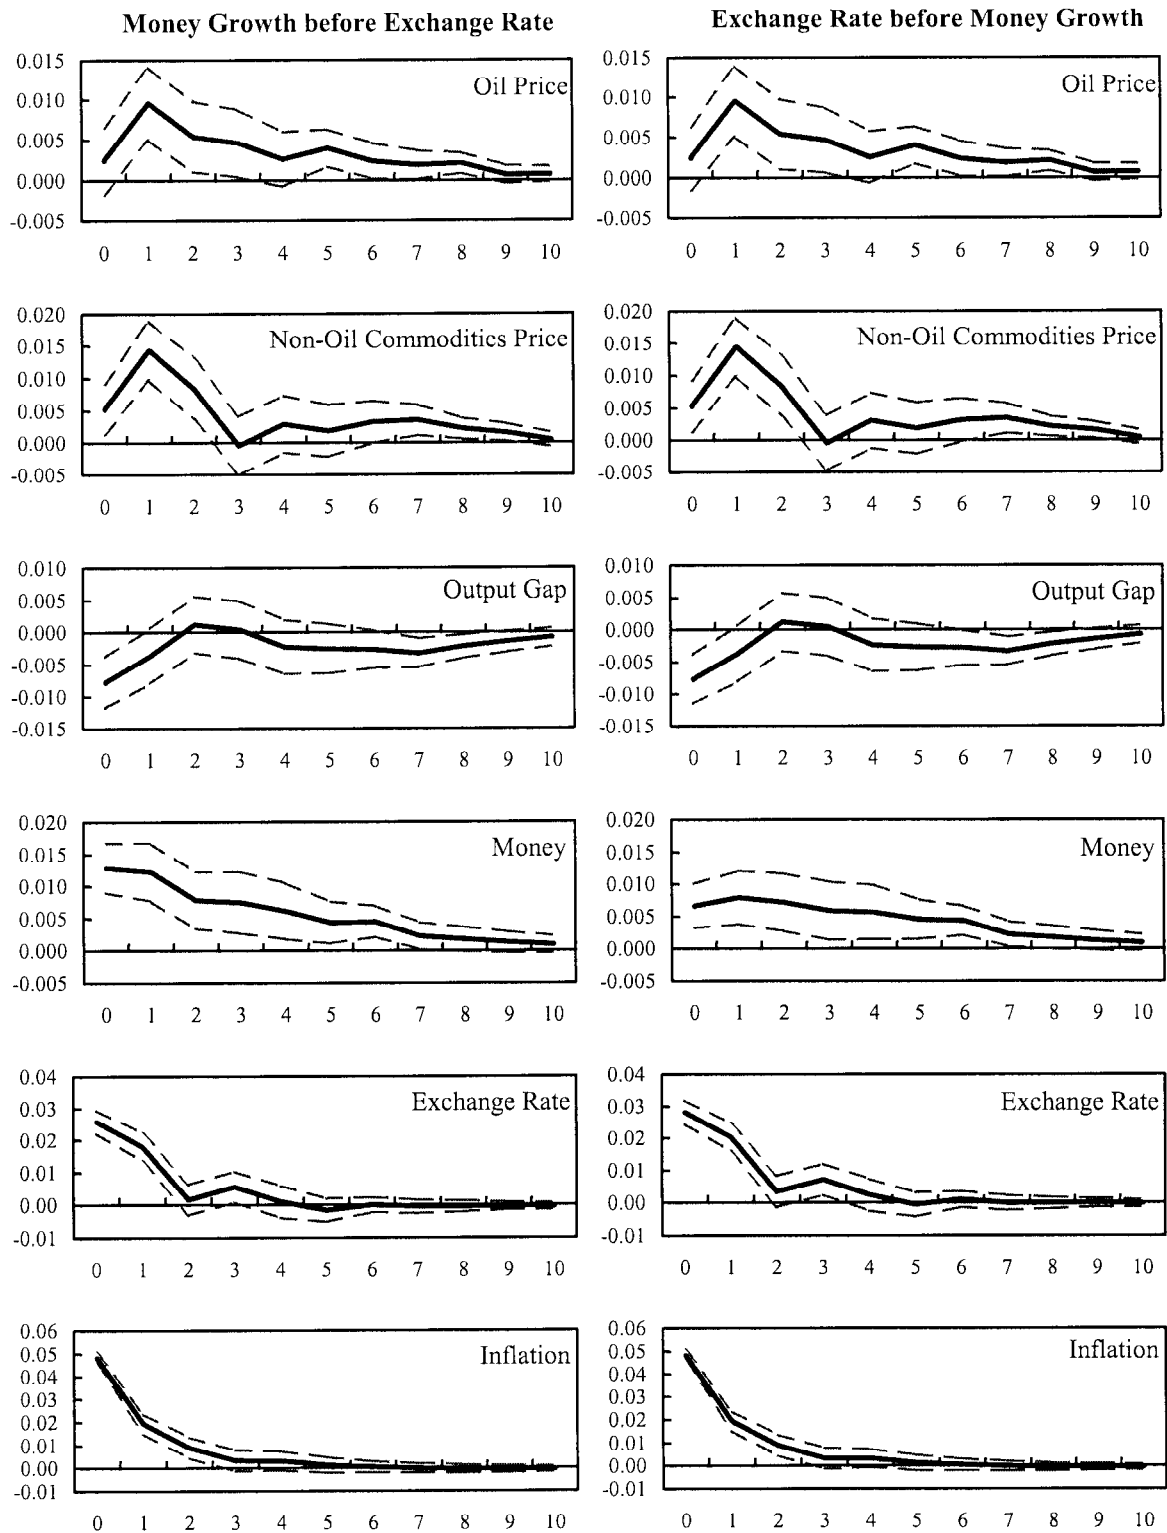 Money Growth before Exchange Rate
0.015
0.010
0.005
0.000
-0.005
Oil Price
0 1 2 3 4 5 6 7 8 9 10
0.020
0.015
0.010
0.005
0.000
-0.005
Non-Oil Commodities Price
0 1 2 3 4 5 6 7 8 9 10
0.010
0.005
0.000
-0.005
-0.010
-0.015
Output Gap
0 1 2 3 4 5 6 7 8 9 10
0.020
0.015
0.010
0.005
0.000
-0.005
Money
0 1 2 3 4 5 6 7 8 9 10
0.04
0.03
0.02
0.01
0.00
-0.01
Exchange Rate
0 1 2 3 4 5 6 7 8 9 10
0.06
0.05
0.04
0.03
0.02
0.01
0.00
-0.01
Inflation
0 1 2 3 4 5 6 7 8 9 10
Exchange Rate before Money Growth
0.015
0.010
0.005
0.000
-0.005
Oil Price
0 1 2 3 4 5 6 7 8 9 10
0.020
0.015
0.010
0.005
0.000
-0.005
Non-Oil Commodities Price
0 1 2 3 4 5 6 7 8 9 10
0.010
0.005
0.000
-0.005
-0.010
-0.015
Output Gap
0 1 2 3 4 5 6 7 8 9 10
0.020
0.015
0.010
0.005
0.000
-0.005
Money
0 1 2 3 4 5 6 7 8 9 10
0.04
0.03
0.02
0.01
0.00
-0.01
Exchange Rate
0 1 2 3 4 5 6 7 8 9 10
0.06
0.05
0.04
0.03
0.02
0.01
0.00
-0.01
Inflation
0 1 2 3 4 5 6 7 8 9 10